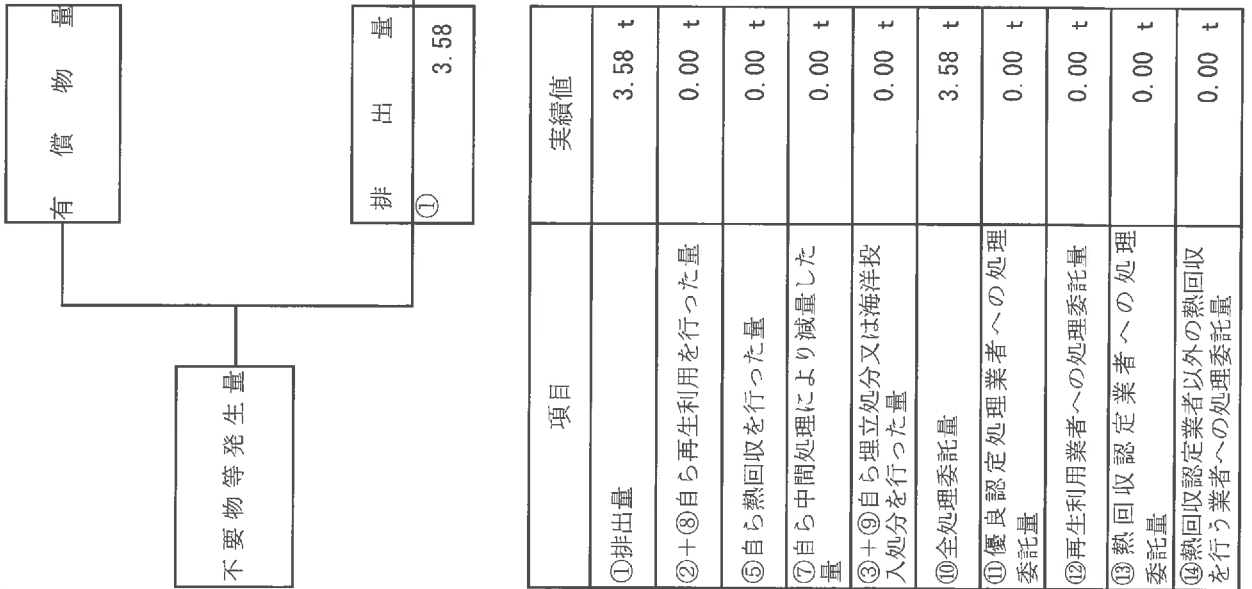 有償物量
不要物等発生量
排出量
①
3.58
項目
実績値
①排出量
3.58 t
②+⑧自ら再生利用を行った量
0.00 t
⑤自ら熱回収を行った量
0.00 t
⑦自ら中間処理により減量した
量
0.00 t
③+⑨自ら埋立処分又は海洋投
入処分を行った量
0.00 t
⑩全処理委託量
3.58 t
⑪優良認定処理業者への処理
委託量
0.00 t
⑫再生利用業者への処理委託量
0.00 t
⑬熱回収認定業者への処理
委託量
0.00 t
⑭熱回収認定業者以外の熱回収
を行う業者への処理委託量
0.00 t